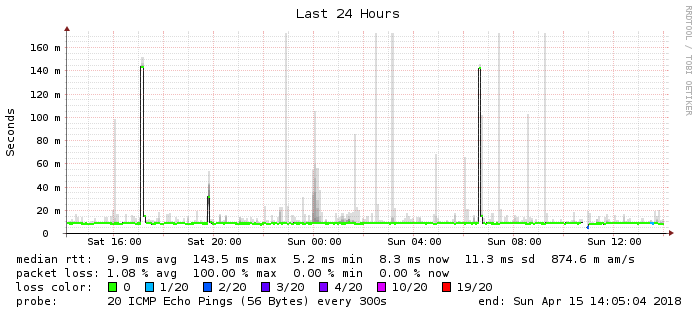 Last 24 Hours
RRDTOOL / TOBI OETIKER
Seconds
160 m
140 m
120 m
100 m
80 m
60 m
40 m
20 m
0
Sat 16:00 Sat 20:00 Sun 00:00 Sun 04:00 Sun 08:00 Sun 12:00
median rtt: 9.9 ms avg 143.5 ms max 5.2 ms min 8.3 ms now 11.3 ms sd 874.6 m am/s
packet loss: 1.08 % avg 100.00 % max 0.00 % min 0.00 % now
loss color: 0 1/20 2/20 3/20 4/20 10/20 19/20
probe: 20 ICMP Echo Pings (56 Bytes) every 300s end: Sun Apr 15 14:05:04 2018